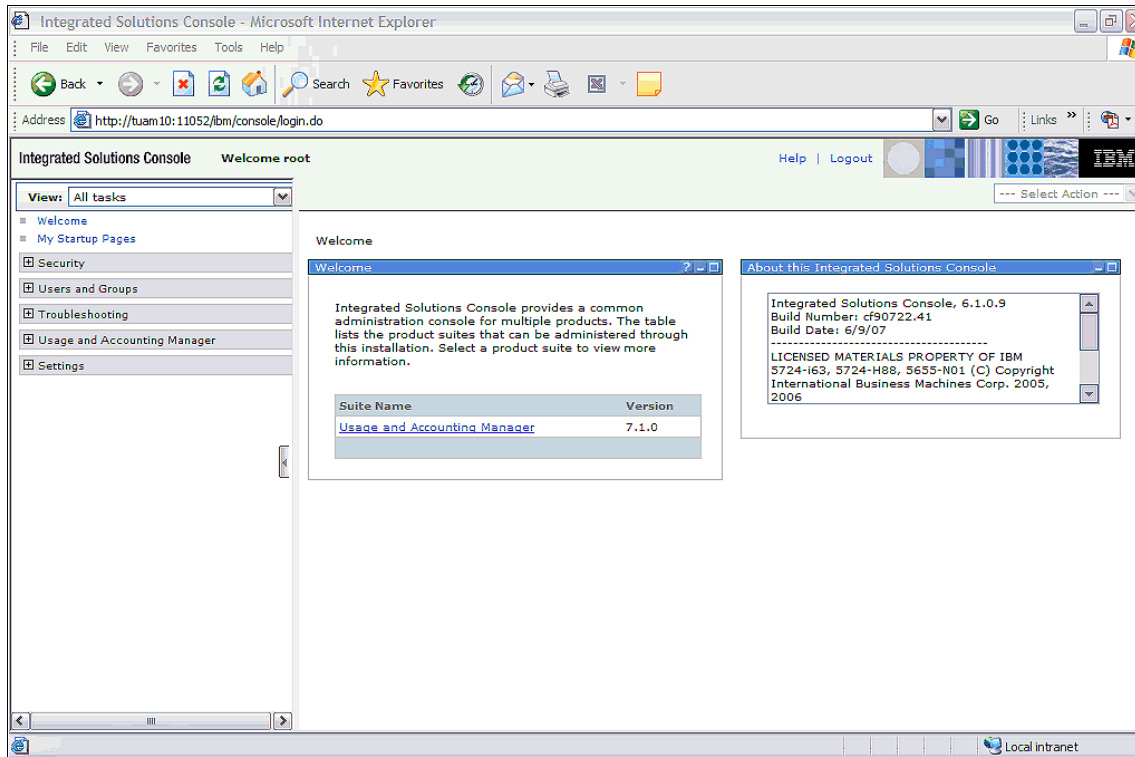 Integrated Solutions Console - Microsoft Internet Explorer
File Edit View Favorites Tools Help
Back Search Favorites
Address http://tuam10:11052/ibm/console/login.do Go Links »
Integrated Solutions Console Welcome root Help | Logout IBM
View: All tasks --- Select Action ---
Welcome
My Startup Pages
Security
Users and Groups
Troubleshooting
Usage and Accounting Manager
Settings
Welcome
Welcome ?
Integrated Solutions Console provides a common
administration console for multiple products. The table
lists the product suites that can be administered through
this installation. Select a product suite to view more
information.
Suite Name Version
Usage and Accounting Manager 7.1.0
About this Integrated Solutions Console
Integrated Solutions Console, 6.1.0.9
Build Number: cf90722.41
Build Date: 6/9/07
----------------------------------------
LICENSED MATERIALS PROPERTY OF IBM
5724-i63, 5724-H88, 5655-N01 (C) Copyright
International Business Machines Corp. 2005,
2006
Local intranet